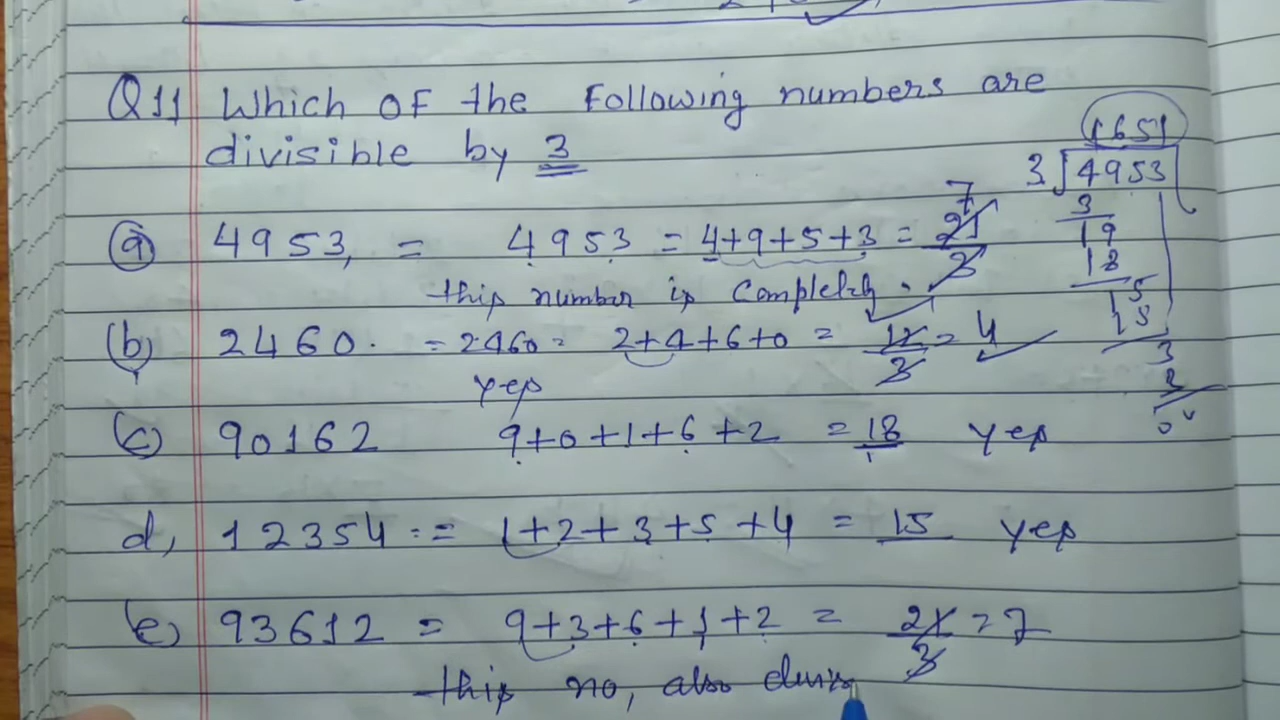 Q11 Which OF the Following numbers are
divisible by 3
1651
3 4953
3
19
18
15
15
3
3
0
(a) 4953, = 4953 = 4+9+5+3 = 21/3 7
this number is completely.
(b) 2460. = 2460 = 2+4+6+0 = 12/3 = 4
yes
(c) 90162 9+0+1+6+2 = 18 yes
d, 12354 = 1+2+3+5+4 = 15 yes
(e) 93612 = 9+3+6+1+2 = 21/3 = 7
this no, also